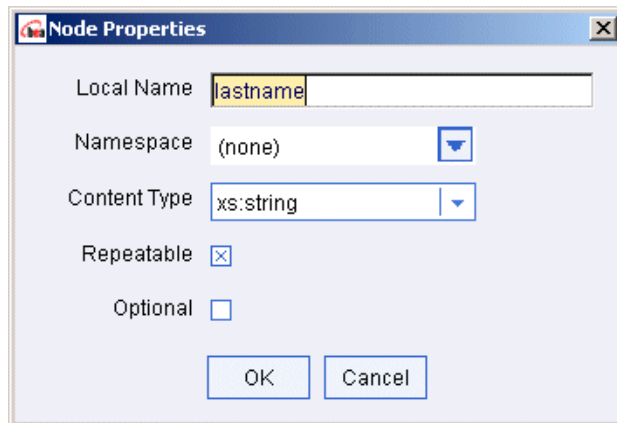 Node Properties
Local Name lastname
Namespace (none)
Content Type xs:string
Repeatable
Optional
OK Cancel